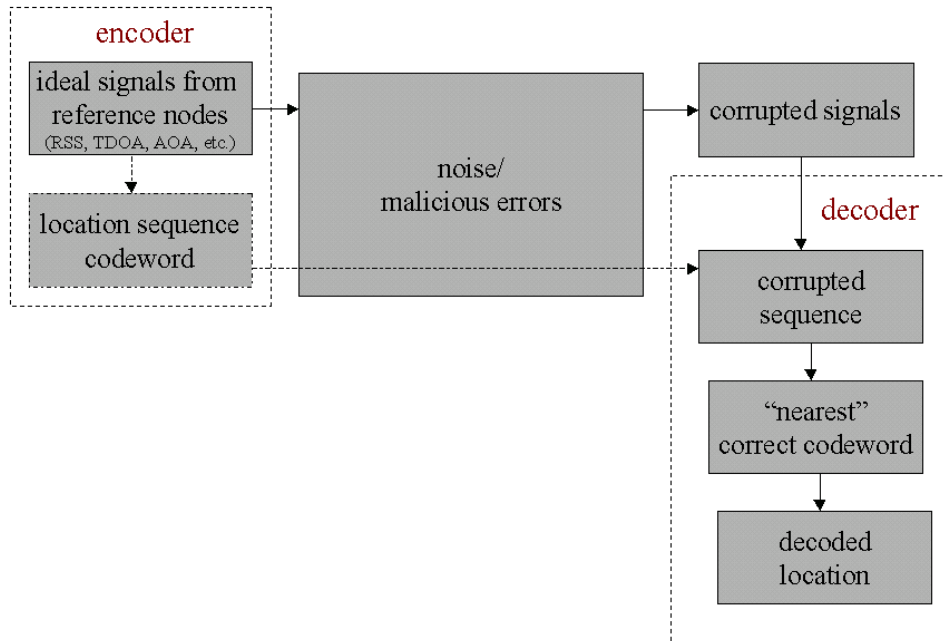 encoder
ideal signals from
reference nodes
(RSS, TDOA, AOA, etc.)
location sequence
codeword
noise/
malicious errors
corrupted signals
decoder
corrupted
sequence
“nearest”
correct codeword
decoded
location